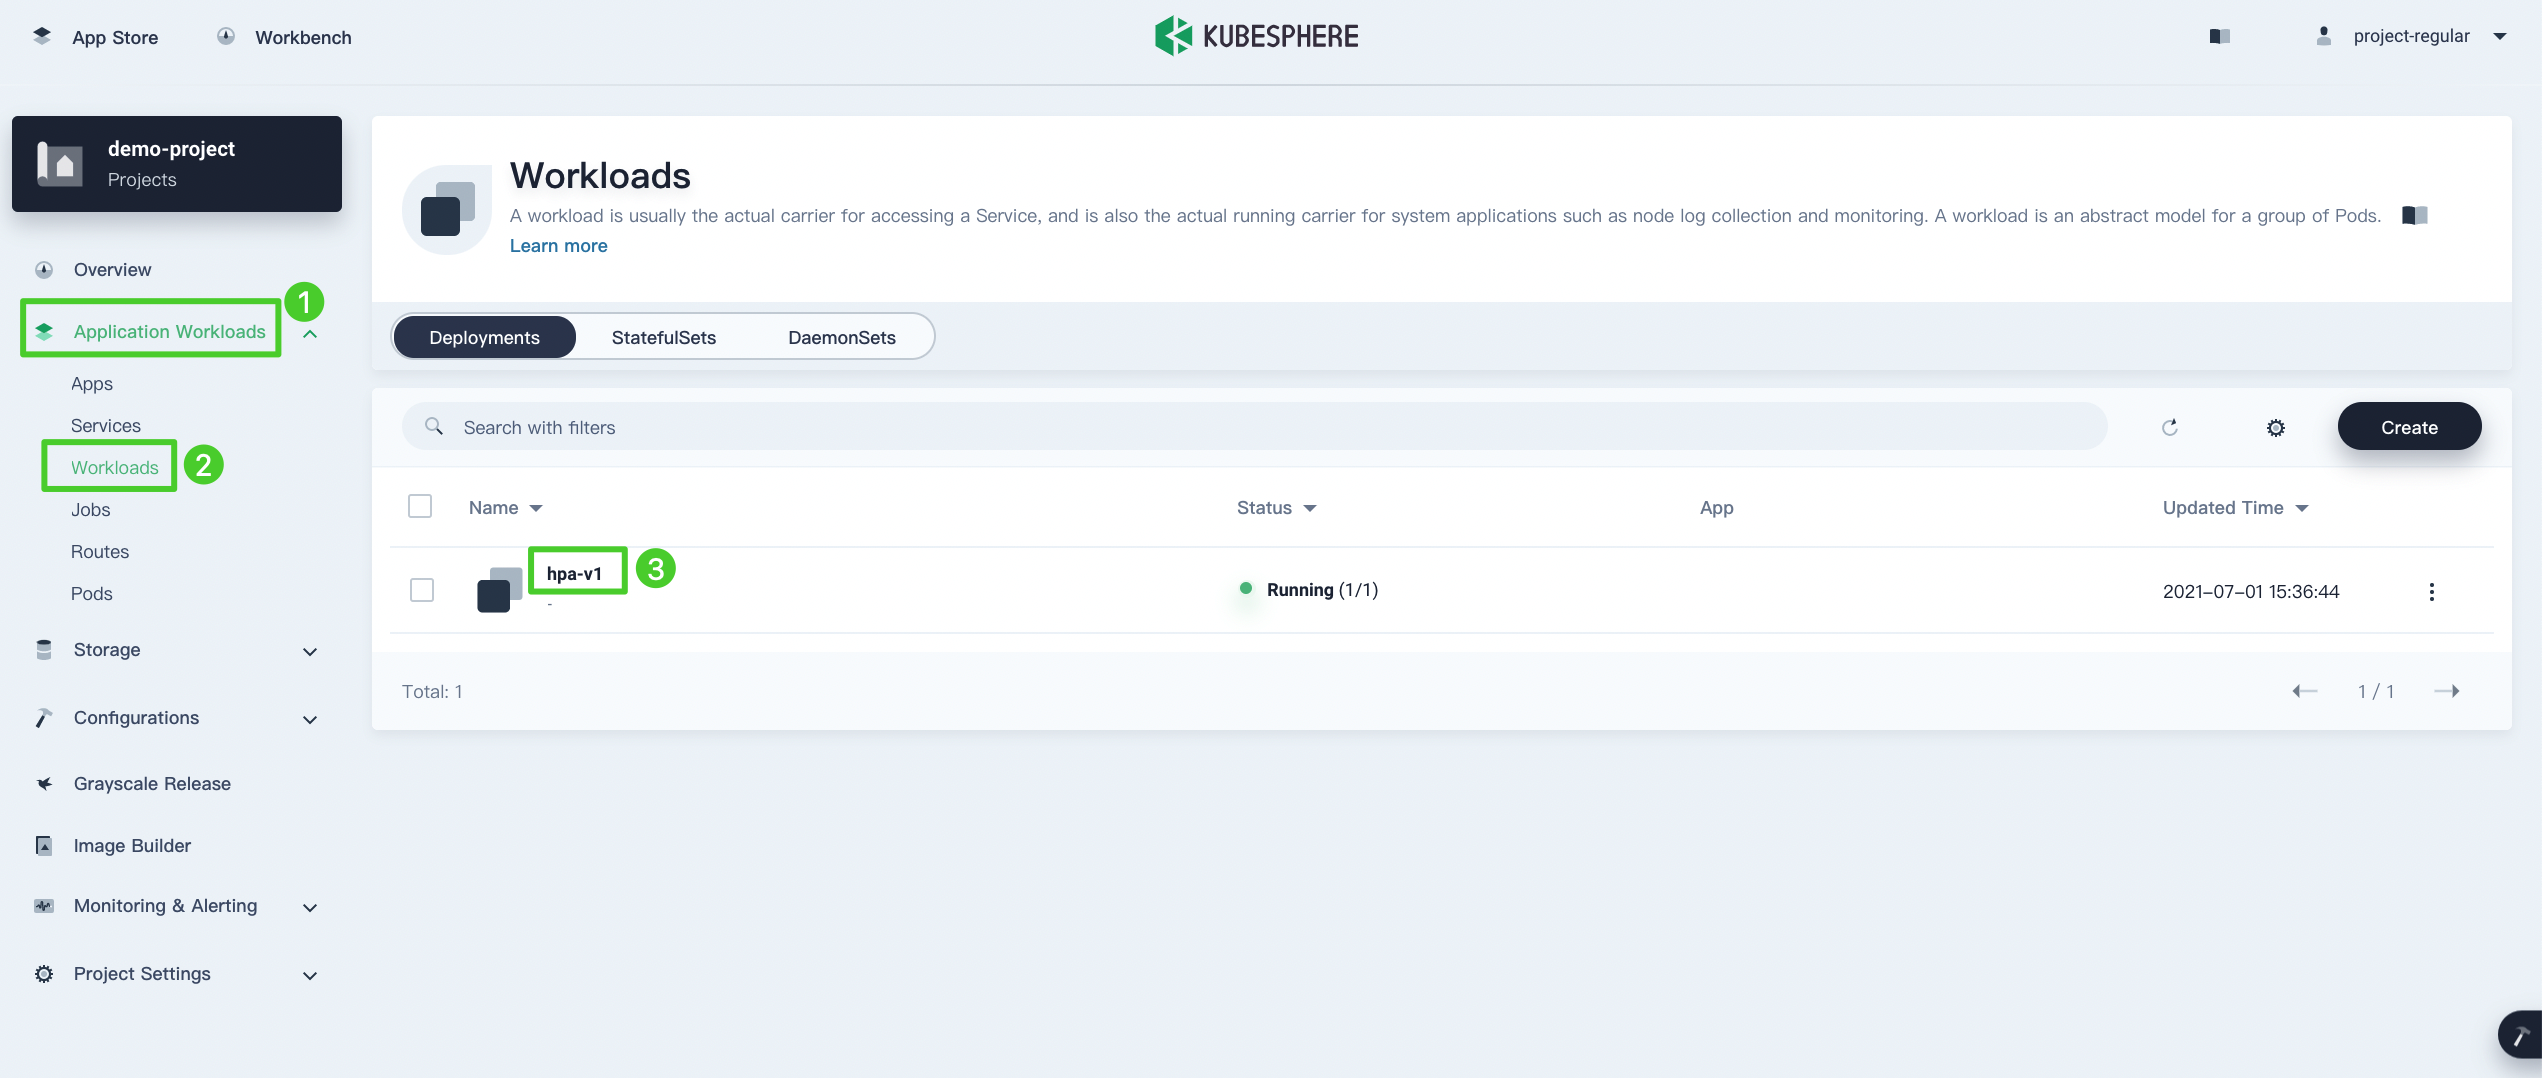 App Store
Workbench
KUBESPHERE
project-regular
demo-project
Projects
Overview
Application Workloads
1
Apps
Services
Workloads
2
Jobs
Routes
Pods
Storage
Configurations
Grayscale Release
Image Builder
Monitoring & Alerting
Project Settings
Workloads
A workload is usually the actual carrier for accessing a Service, and is also the actual running carrier for system applications such as node log collection and monitoring. A workload is an abstract model for a group of Pods.
Learn more
Deployments
StatefulSets
DaemonSets
Search with filters
Create
Name
Status
App
Updated Time
hpa-v1
3
-
Running (1/1)
2021-07-01 15:36:44
Total: 1
1 / 1